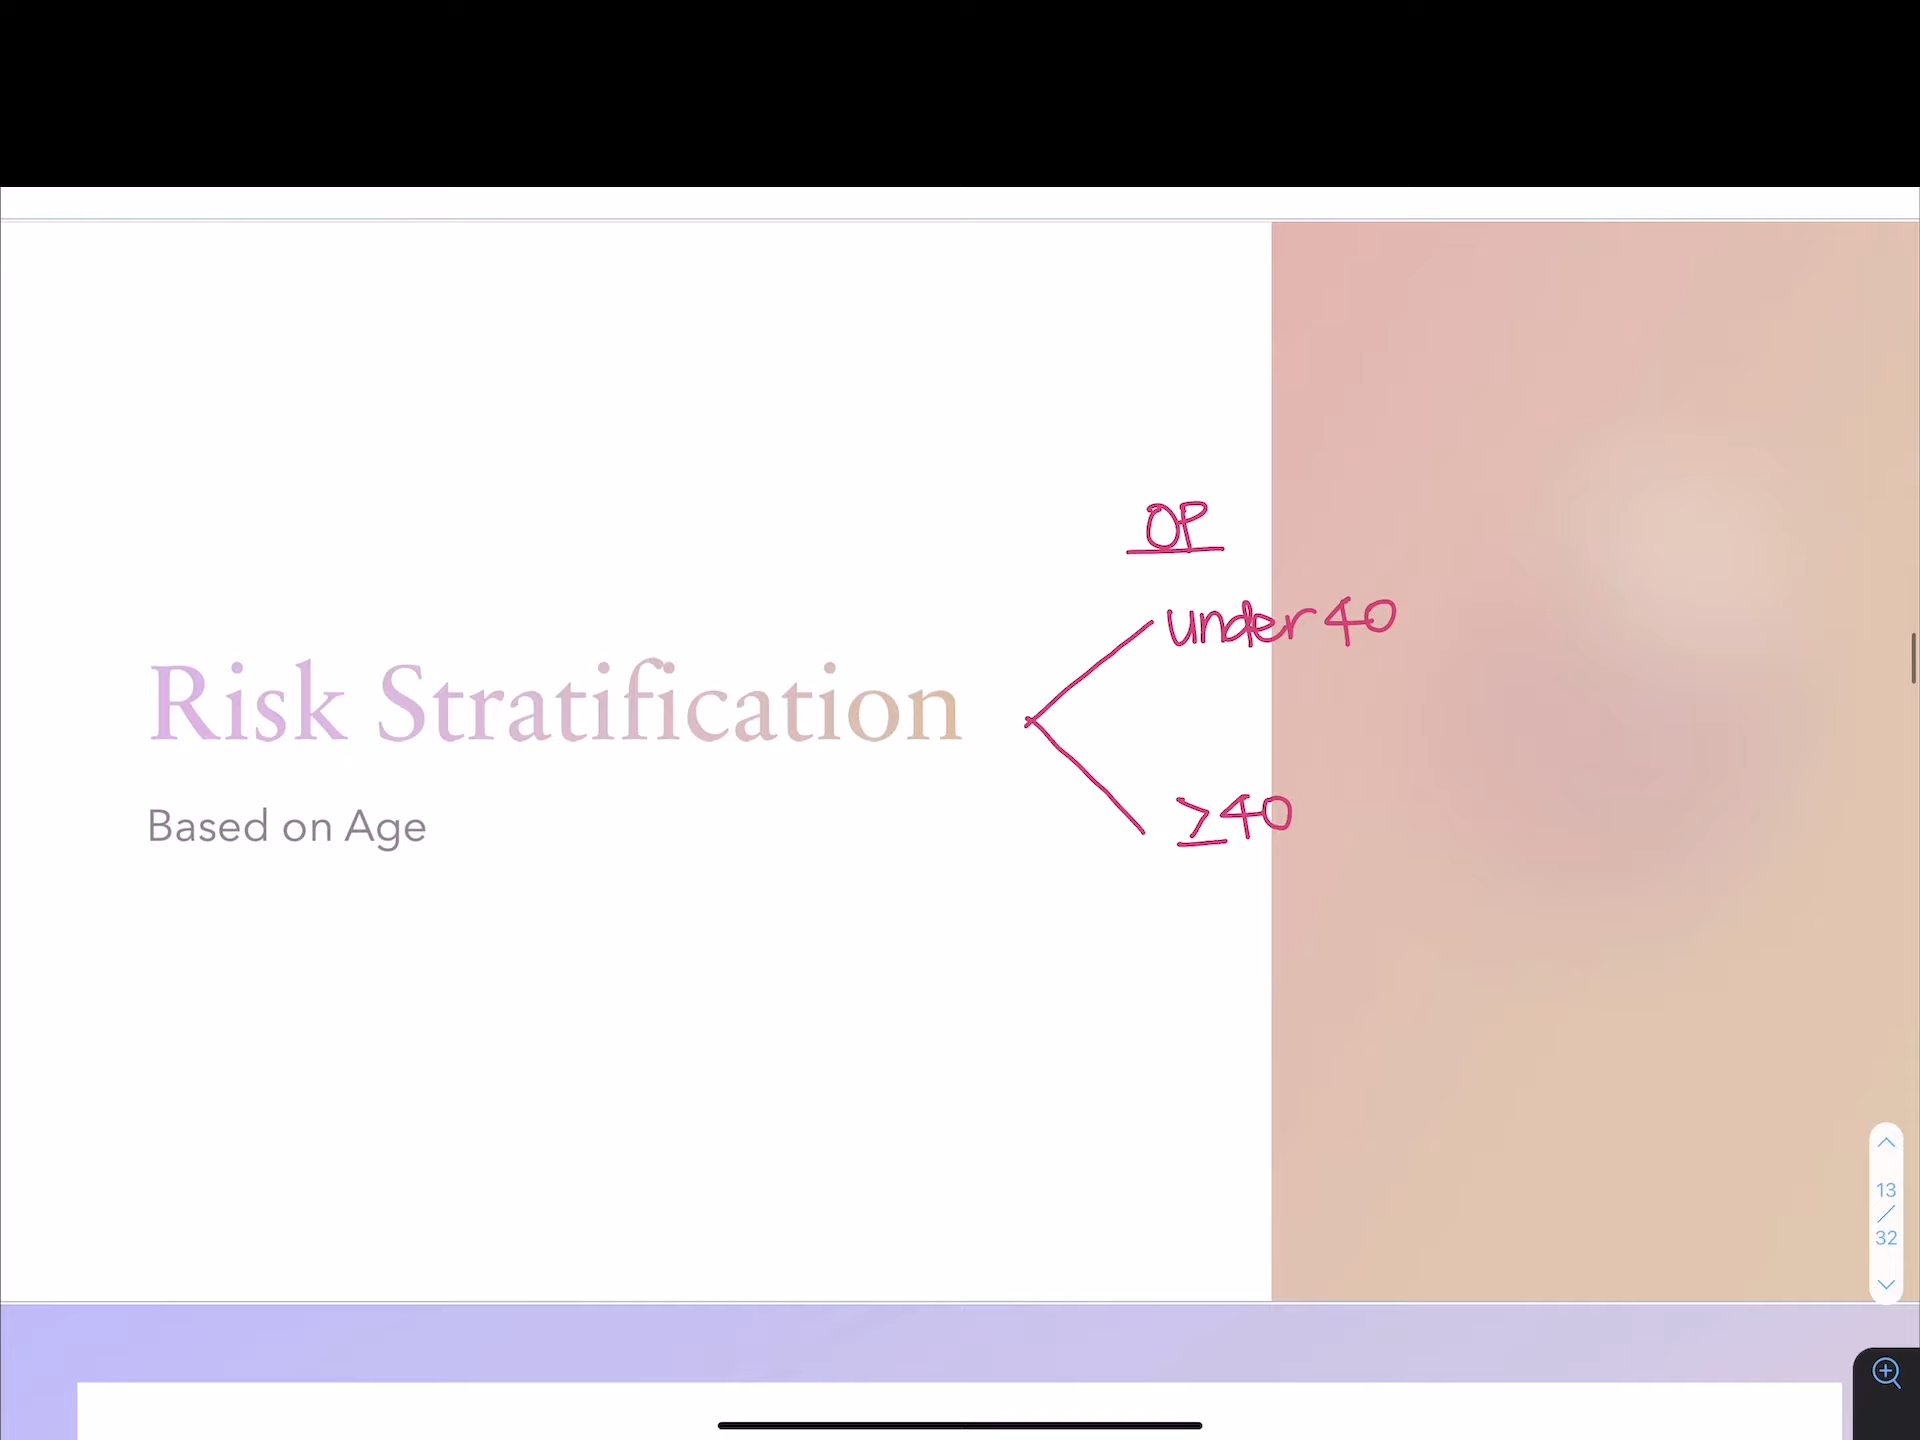 OP
under 40
Risk Stratification
≥40
Based on Age
13
/
32